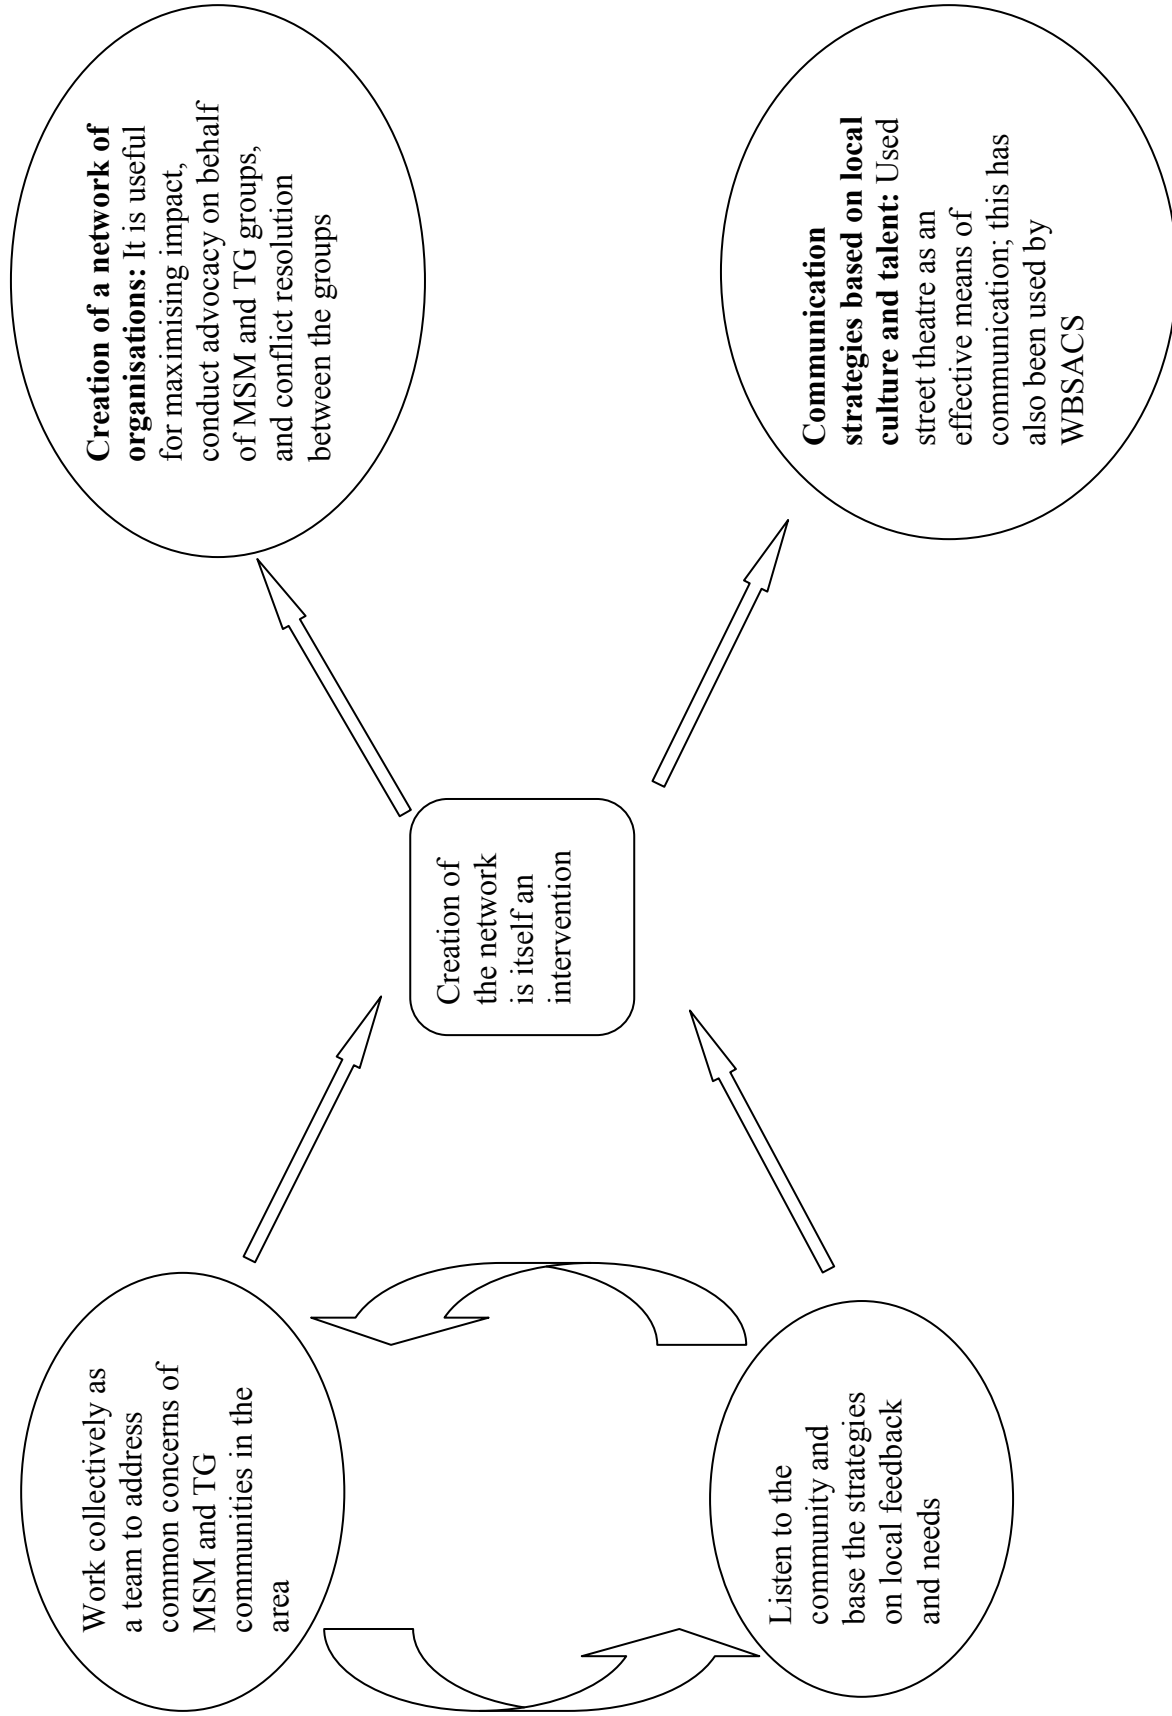 Work collectively as
a team to address
common concerns of
MSM and TG
communities in the
area
Listen to the
community and
base the strategies
on local feedback
and needs
Creation of
the network
is itself an
intervention
Creation of a network of
organisations: It is useful
for maximising impact,
conduct advocacy on behalf
of MSM and TG groups,
and conflict resolution
between the groups
Communication
strategies based on local
culture and talent: Used
street theatre as an
effective means of
communication; this has
also been used by
WBSACS